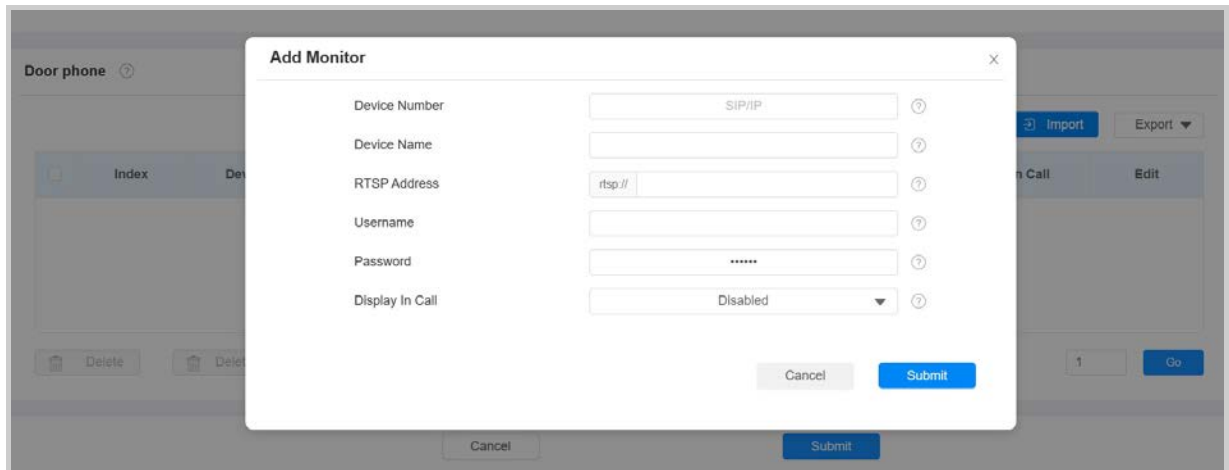 Add Monitor
Door phone
Device Number SIP/IP
Import Export
Device Name
Index Edit
RTSP Address rtsp://
Username
Password ••••••
Display In Call Disabled
Delete
1 Go
Cancel Submit
Cancel Submit